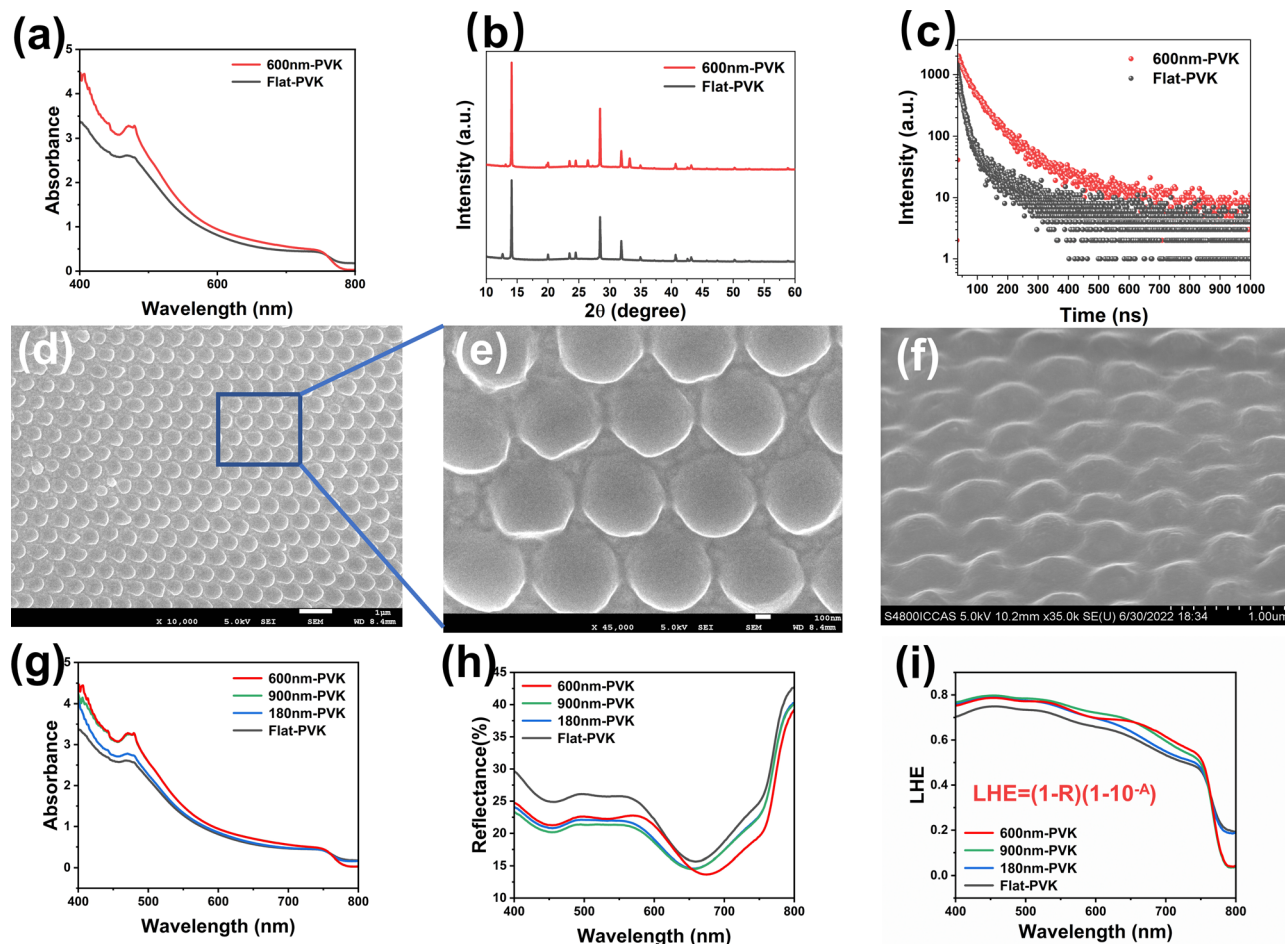 (a)
5
4
3
2
1
0
Absorbance
600nm-PVK
Flat-PVK
400 500 600 700 800
Wavelength (nm)
(b)
Intensity (a.u.)
600nm-PVK
Flat-PVK
10 15 20 25 30 35 40 45 50 55 60
2θ (degree)
(c)
1000
100
10
1
Intensity (a.u.)
600nm-PVK
Flat-PVK
100 200 300 400 500 600 700 800 900 1000
Time (ns)
(d)
1μm
X 10,000 5.0kV SEI SEM WD 8.4mm
(e)
100nm
X 45,000 5.0kV SEI SEM WD 8.4mm
(f)
S4800ICCAS 5.0kV 10.2mm x35.0k SE(U) 6/30/2022 18:34 1.00um
(g)
5
4
3
2
1
0
Absorbance
600nm-PVK
900nm-PVK
180nm-PVK
Flat-PVK
400 500 600 700 800
Wavelength (nm)
(h)
45
40
35
30
25
20
15
10
Reflectance(%)
600nm-PVK
900nm-PVK
180nm-PVK
Flat-PVK
400 500 600 700 800
Wavelength (nm)
(i)
0.8
0.6
0.4
0.2
0.0
LHE
LHE=(1-R)(1-10⁻ᴬ)
600nm-PVK
900nm-PVK
180nm-PVK
Flat-PVK
400 500 600 700 800
Wavelength (nm)